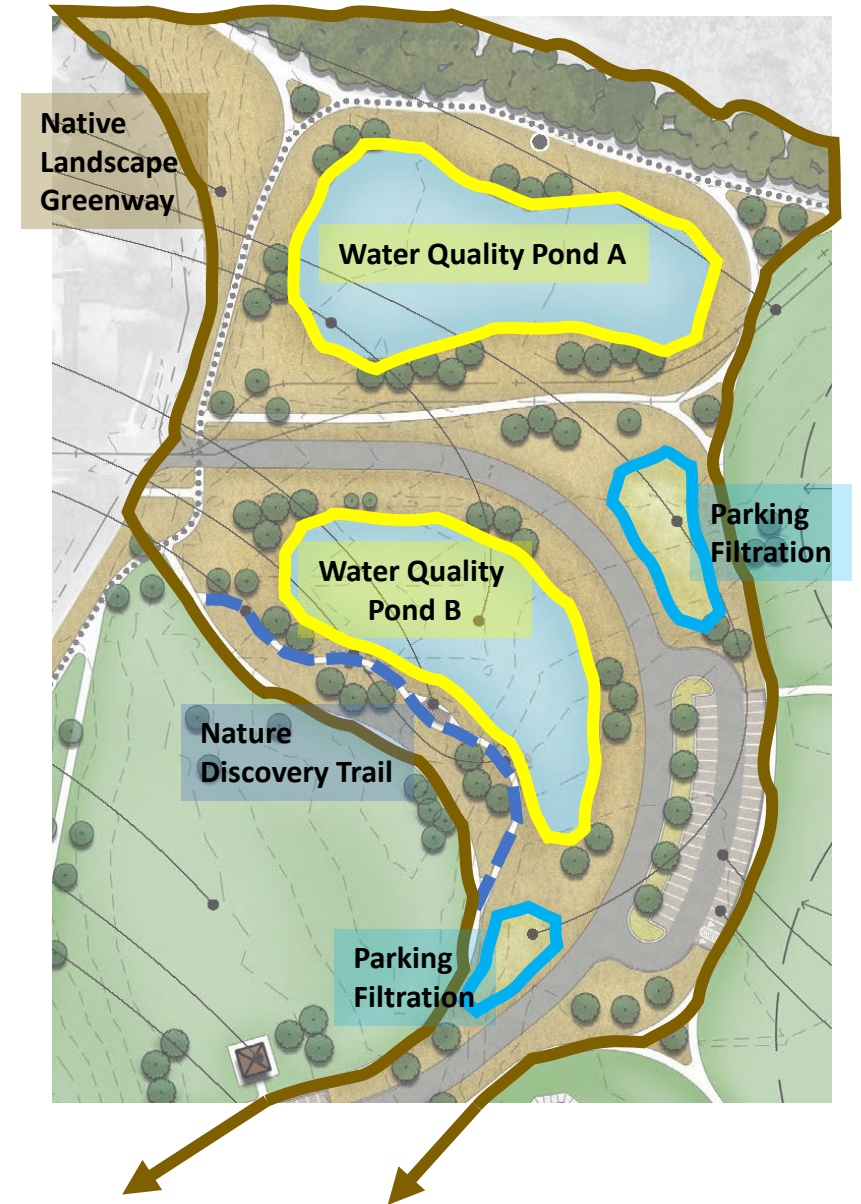 Native
Landscape
Greenway
Water Quality Pond A
Parking
Filtration
Water Quality
Pond B
Nature
Discovery Trail
Parking
Filtration